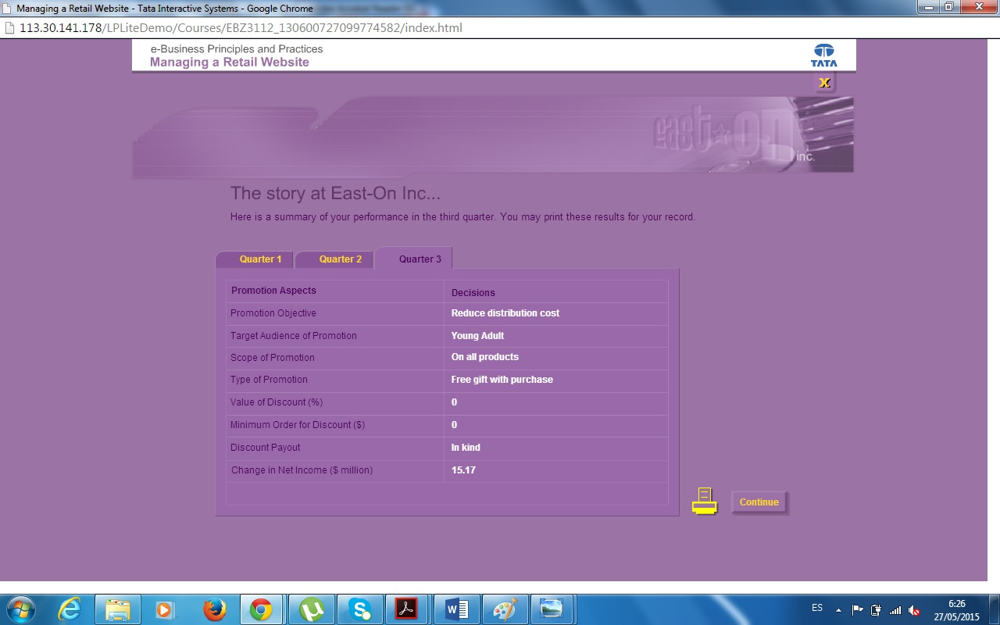 Managing a Retail Website - Tata Interactive Systems - Google Chrome
113.30.141.178/LPLiteDemo/Courses/EBZ3112_130600727099774582/index.html
e-Business Principles and Practices
Managing a Retail Website
TATA
X
east on
inc.
The story at East-On Inc...
Here is a summary of your performance in the third quarter. You may print these results for your record.
Quarter 1 Quarter 2 Quarter 3
Promotion Aspects Decisions
Promotion Objective Reduce distribution cost
Target Audience of Promotion Young Adult
Scope of Promotion On all products
Type of Promotion Free gift with purchase
Value of Discount (%) 0
Minimum Order for Discount ($) 0
Discount Payout In kind
Change in Net Income ($ million) 15.17
Continue
ES
6:26
27/05/2015